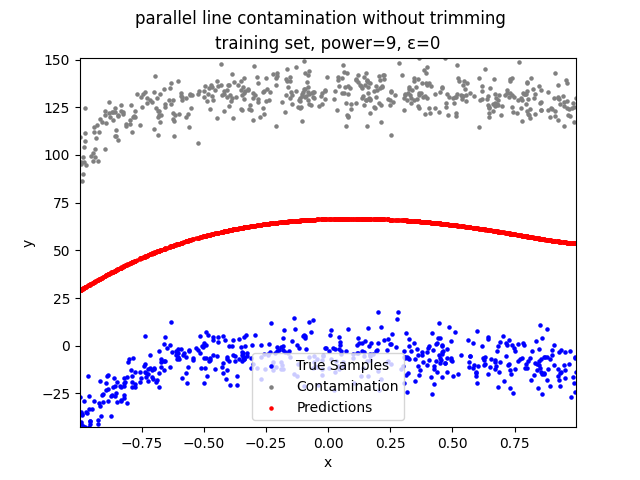 parallel line contamination without trimming
training set, power=9, ε=0
y
150
125
100
75
50
25
0
−25
True Samples
Contamination
Predictions
−0.75 −0.50 −0.25 0.00 0.25 0.50 0.75
x